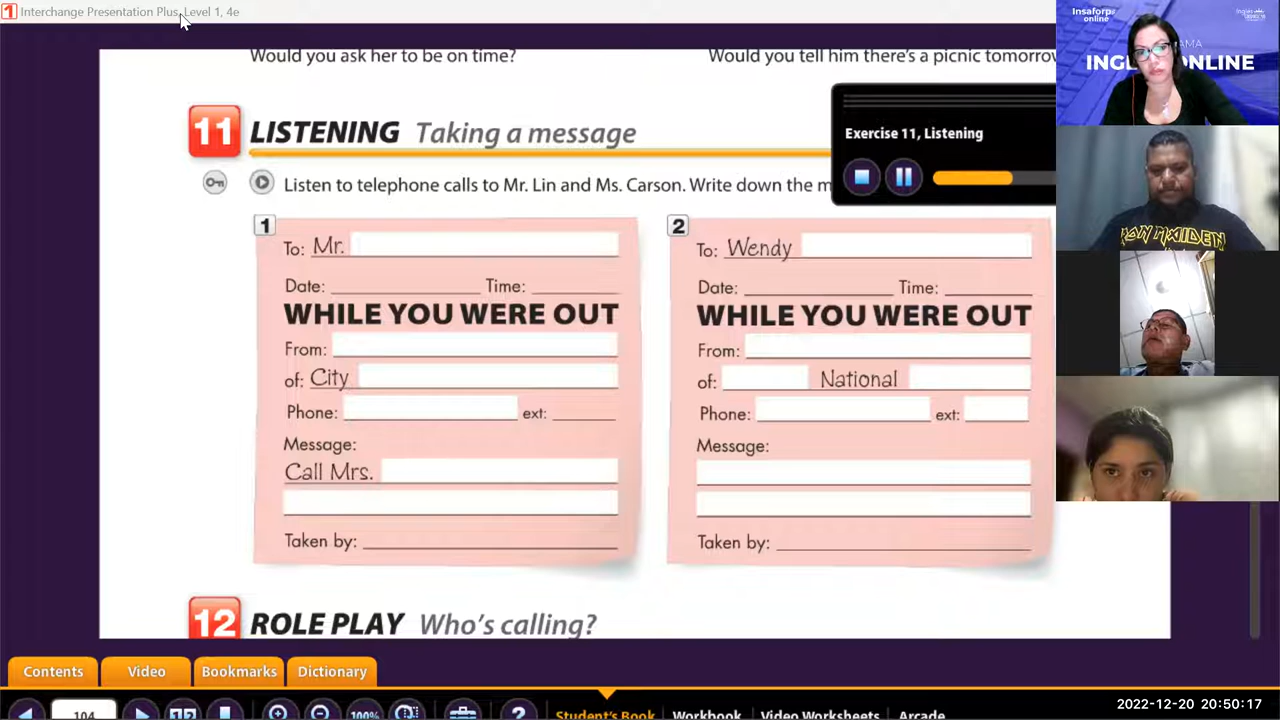 Interchange Presentation Plus, Level 1, 4e
Would you ask her to be on time?
Would you tell him there's a picnic tomorrow
11 LISTENING Taking a message
Exercise 11, Listening
Listen to telephone calls to Mr. Lin and Ms. Carson. Write down the m
1
To: Mr.
Date: Time:
WHILE YOU WERE OUT
From:
of: City
Phone: ext:
Message:
Call Mrs.
Taken by:
2
To: Wendy
Date: Time:
WHILE YOU WERE OUT
From:
of: National
Phone: ext:
Message:
Taken by:
12 ROLE PLAY Who's calling?
Contents
Video
Bookmarks
Dictionary
104
100%
?
Student's Book
Workbook
Video Worksheets
Arcade
Insaforp
online
INGL ONLINE
IRON MAIDEN
2022-12-20 20:50:17